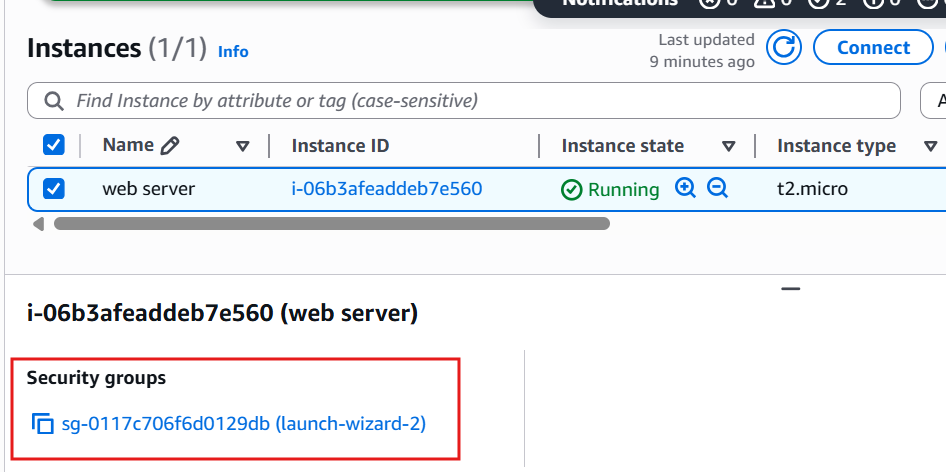 Notifications 0 0 2 0 0
Instances (1/1) Info
Last updated
9 minutes ago
Connect
Find Instance by attribute or tag (case-sensitive)
A
Name Instance ID Instance state Instance type
web server i-06b3afeaddeb7e560 Running t2.micro
i-06b3afeaddeb7e560 (web server)
Security groups
sg-0117c706f6d0129db (launch-wizard-2)